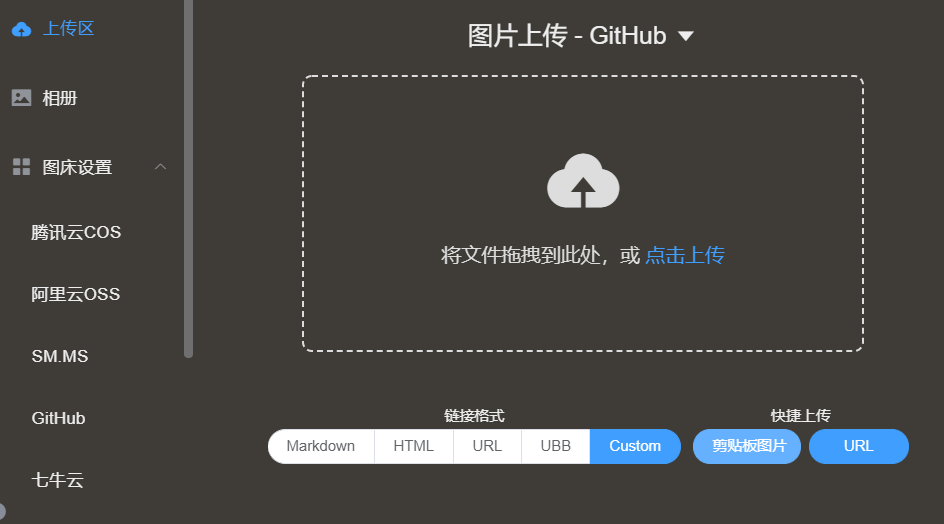 上传区
相册
图床设置
腾讯云COS
阿里云OSS
SM.MS
GitHub
七牛云
图片上传 - GitHub
将文件拖拽到此处，或 点击上传
链接格式
Markdown HTML URL UBB Custom
快捷上传
剪贴板图片 URL